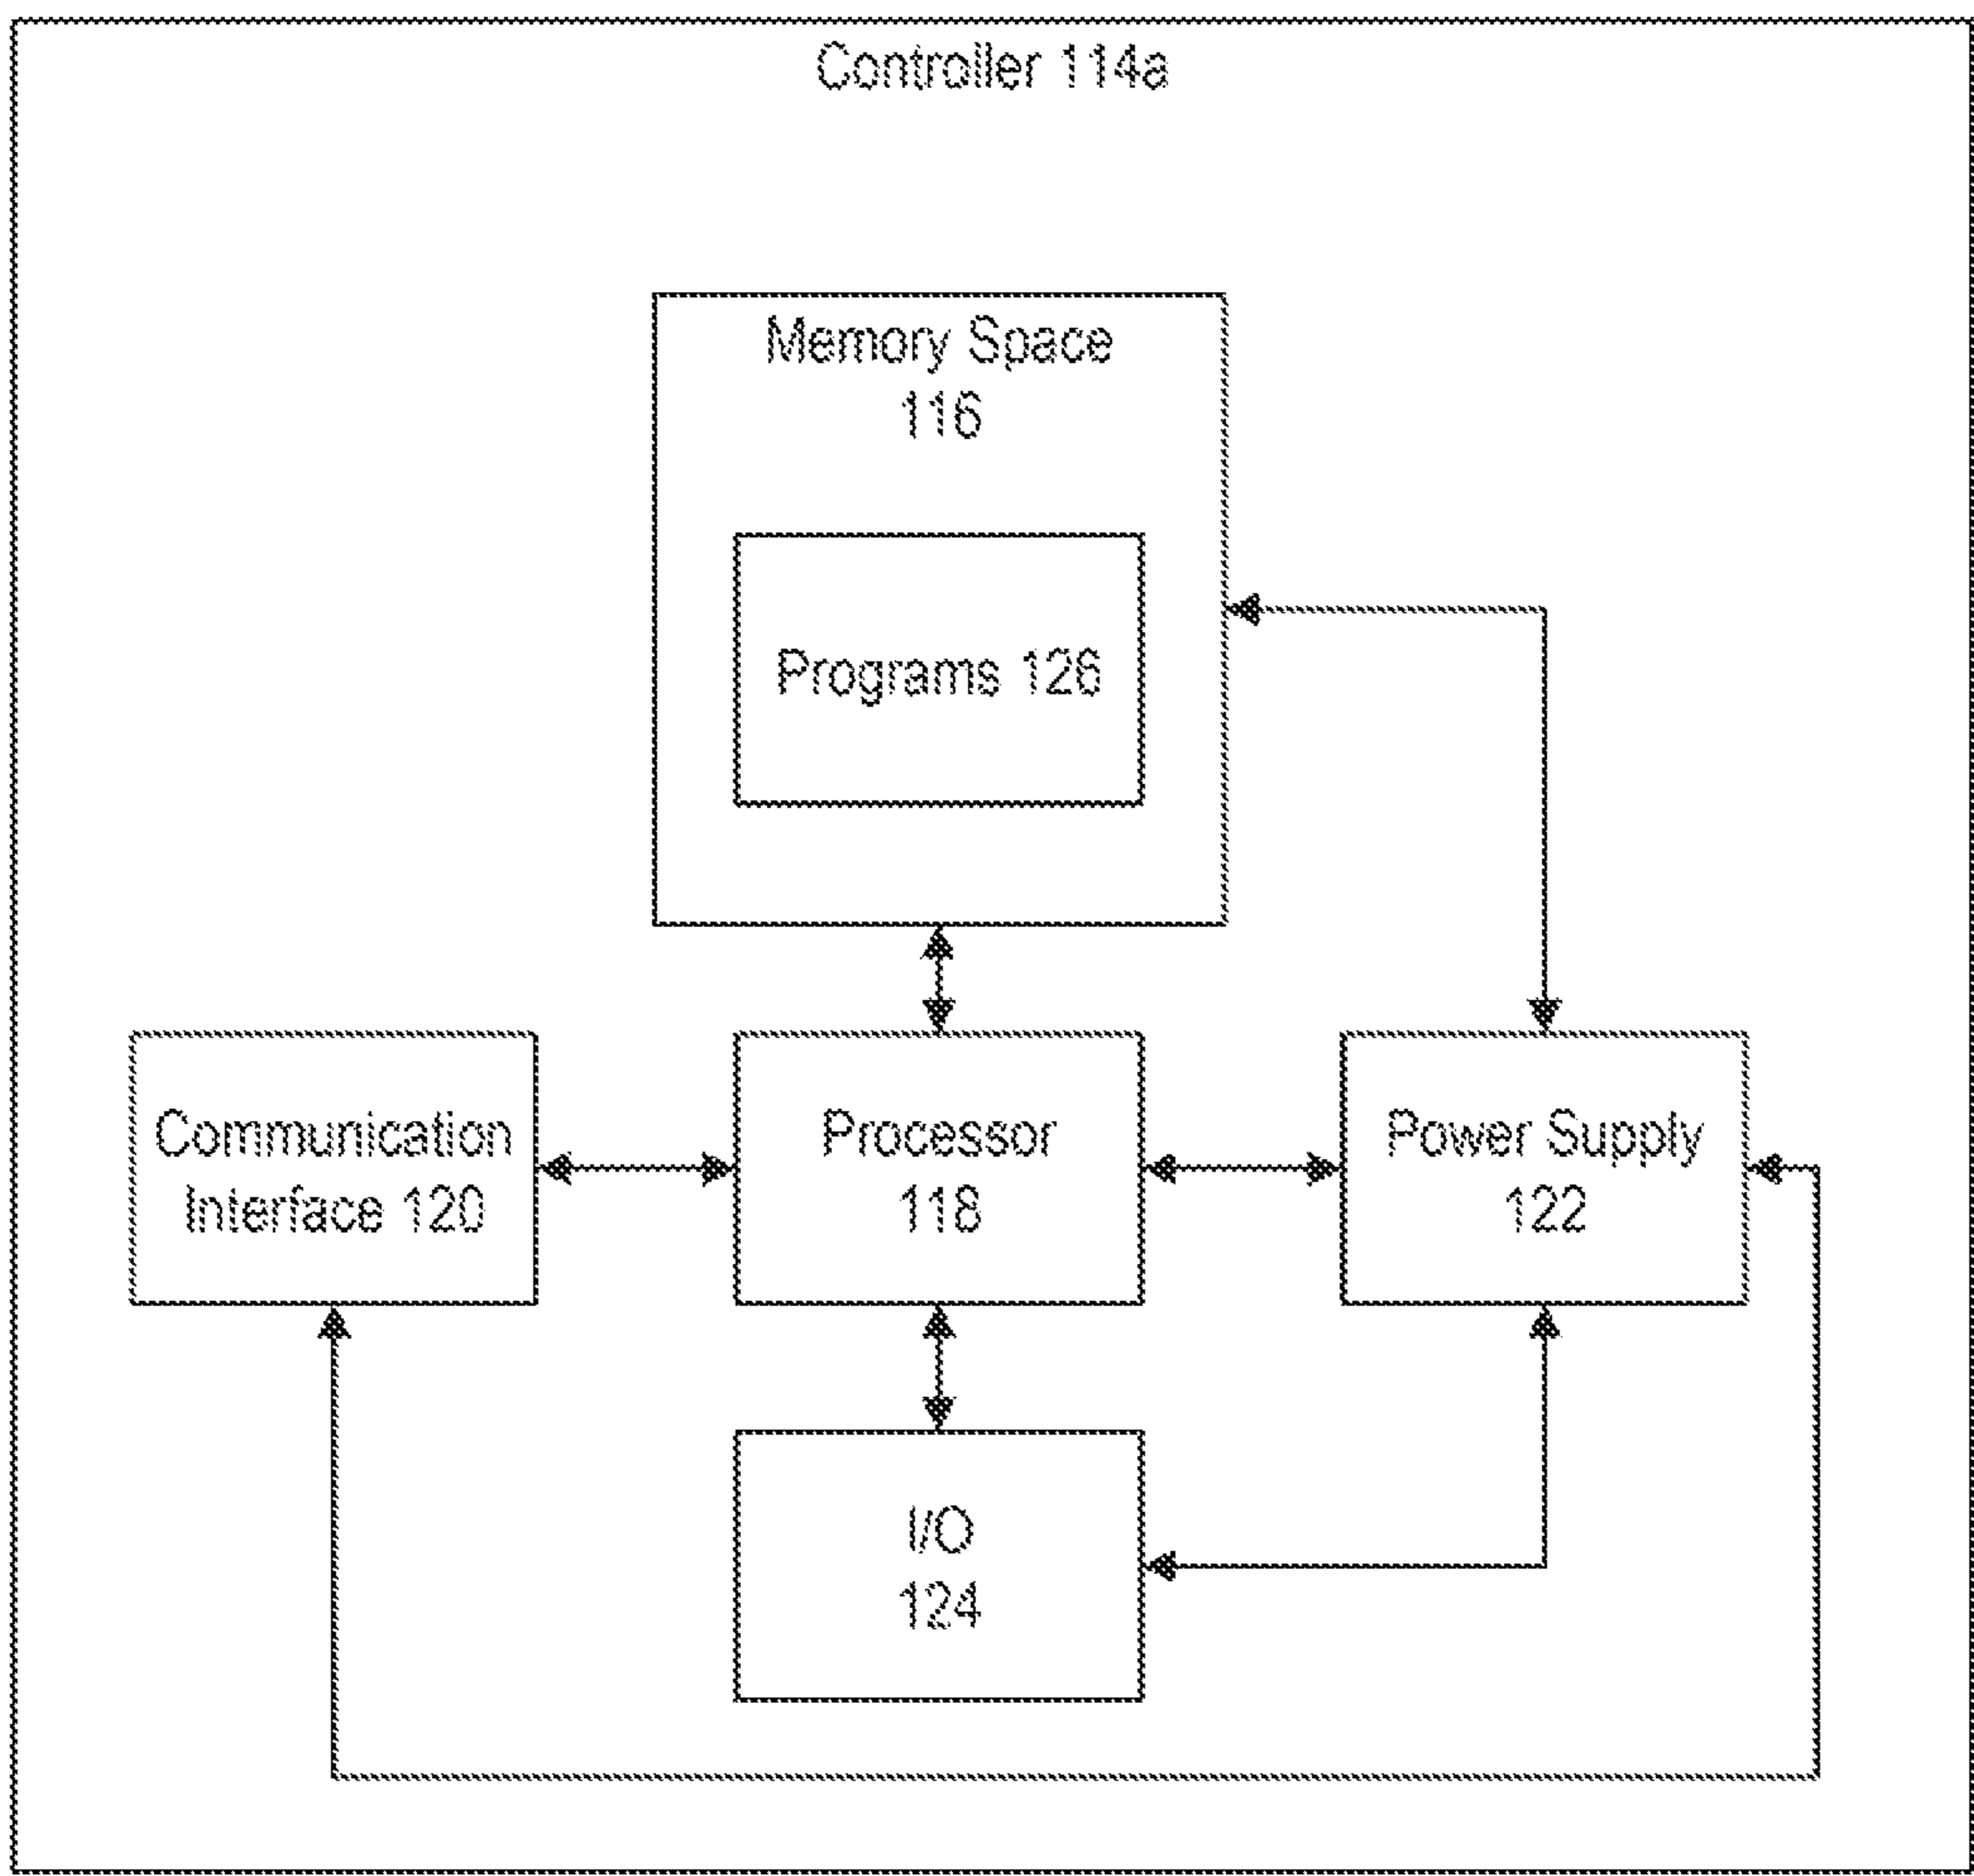 Controller 114a
Memory Space
116
Programs 126
Communication
Interface 120
Processor
118
Power Supply
122
I/O
124